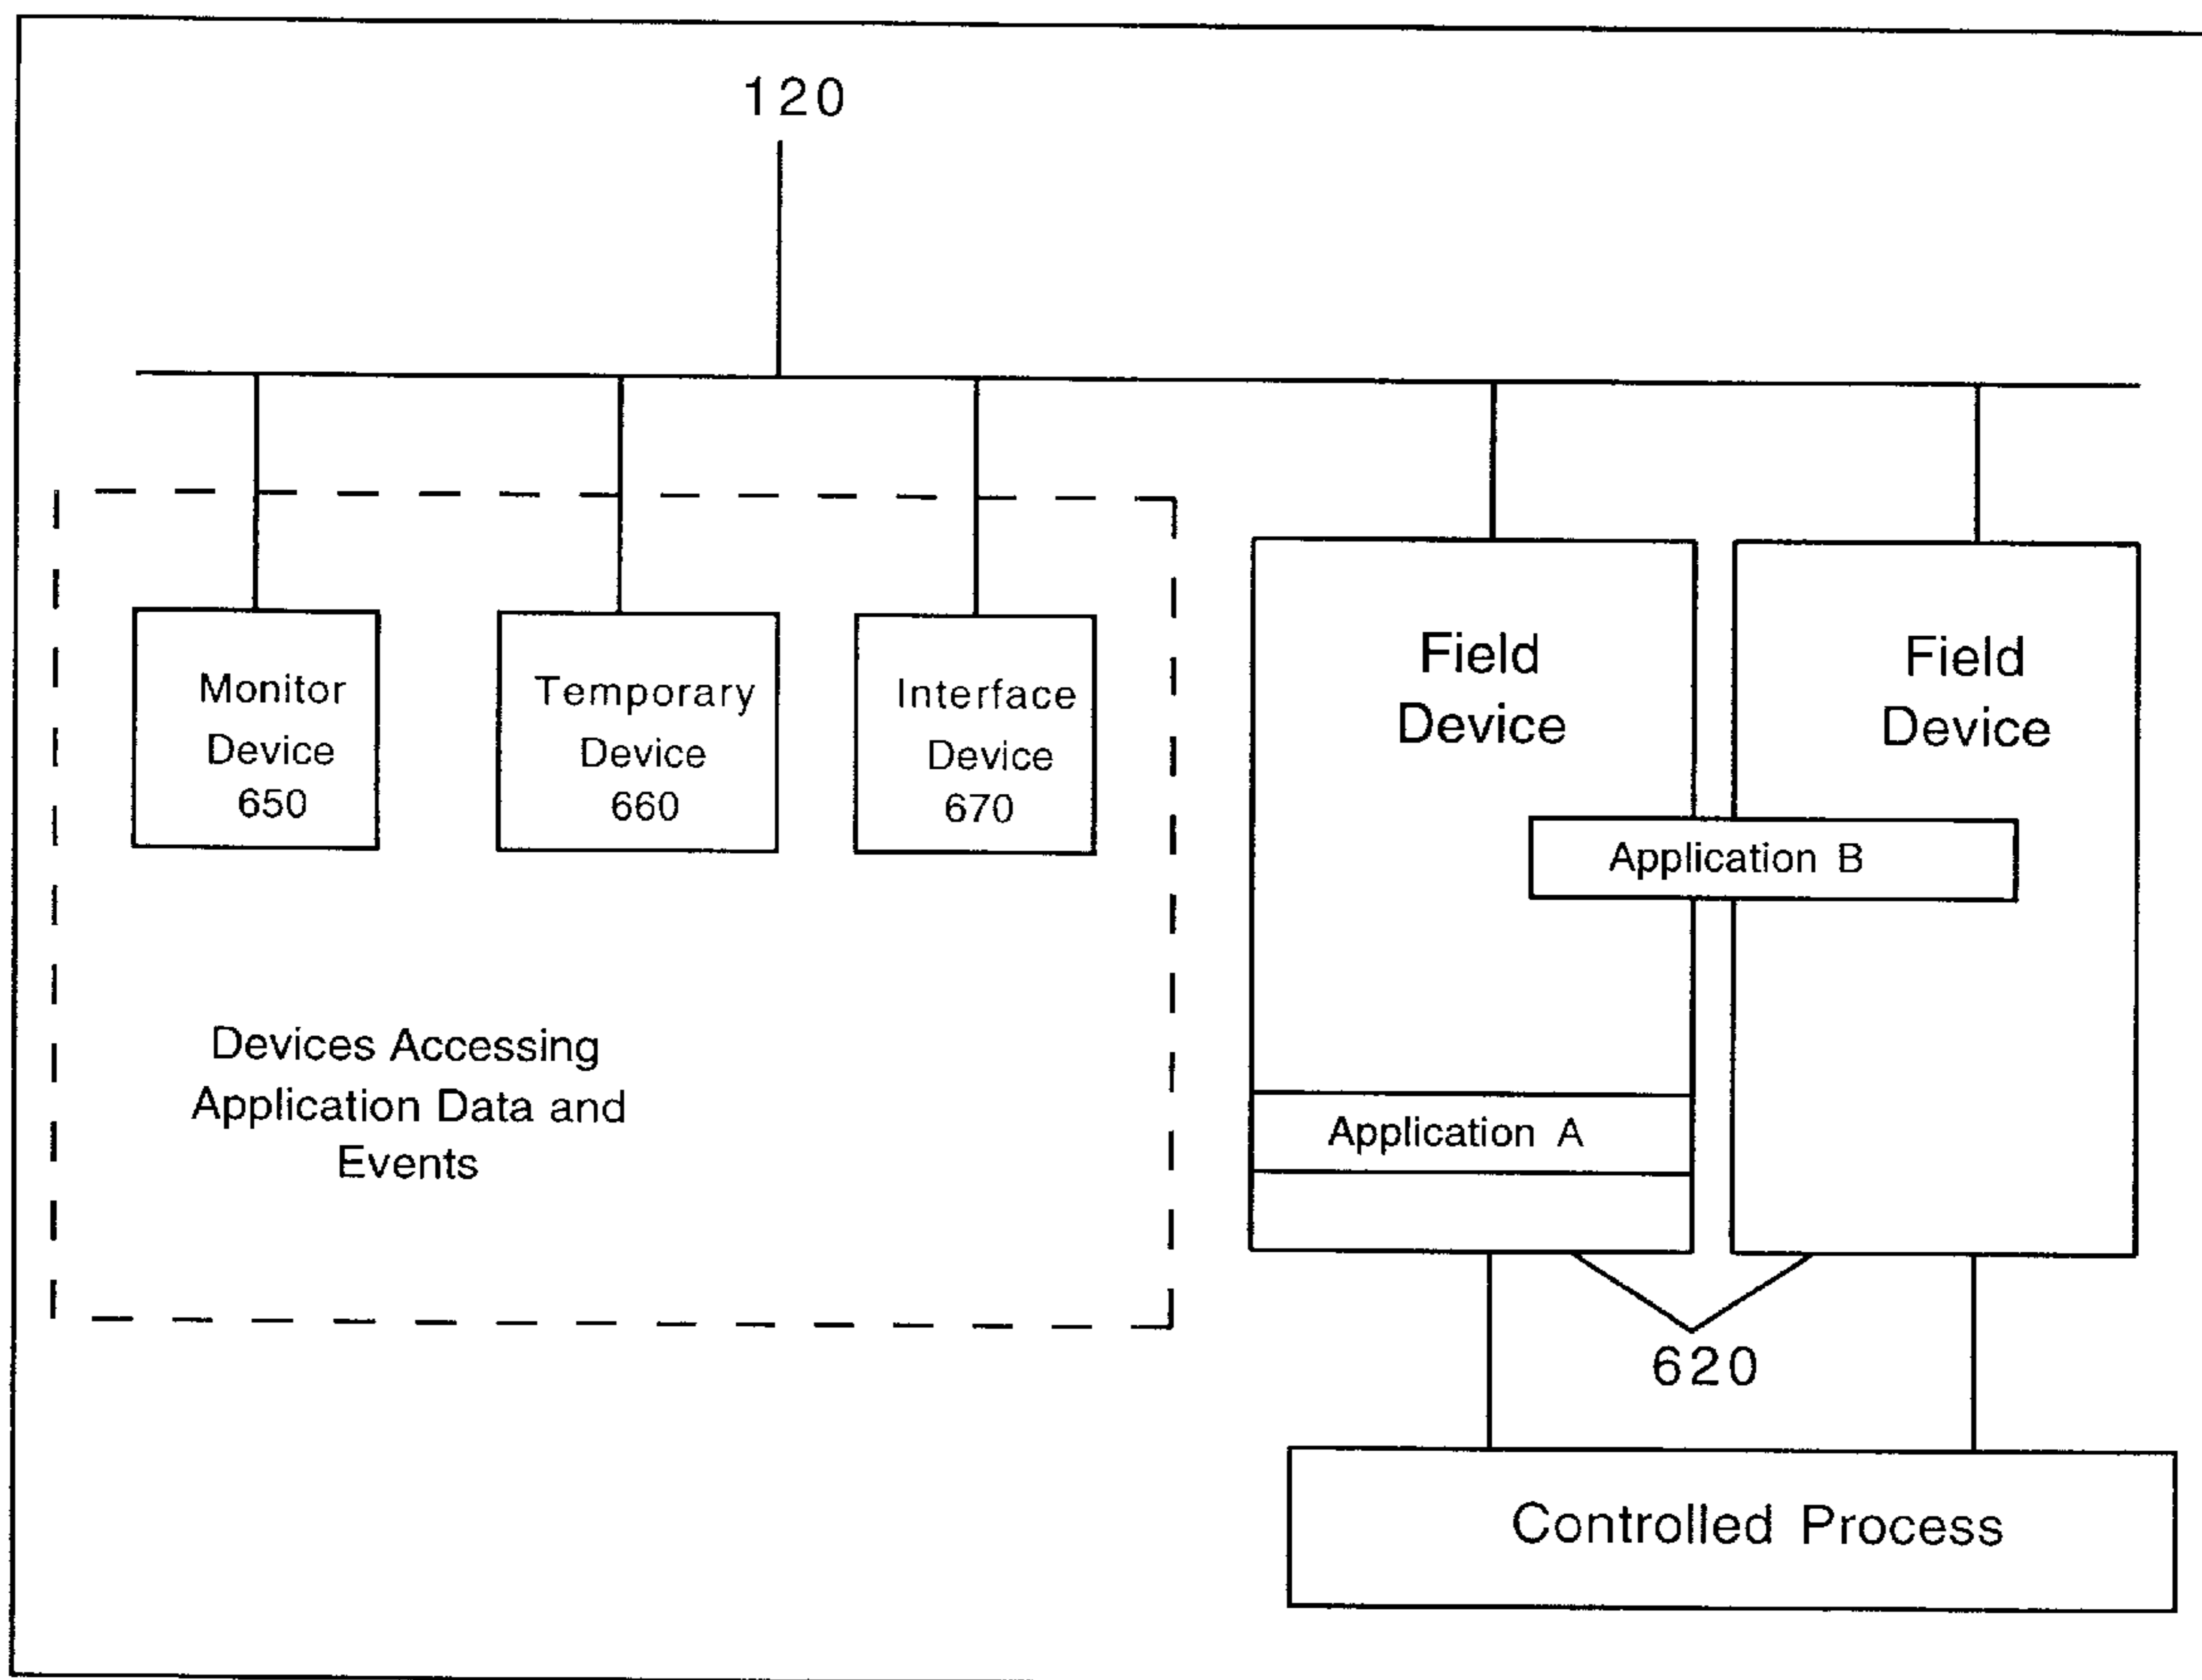 120
Monitor
Device
650
Temporary
Device
660
Interface
Device
670
Devices Accessing
Application Data and
Events
Field
Device
Field
Device
Application B
Application A
620
Controlled Process